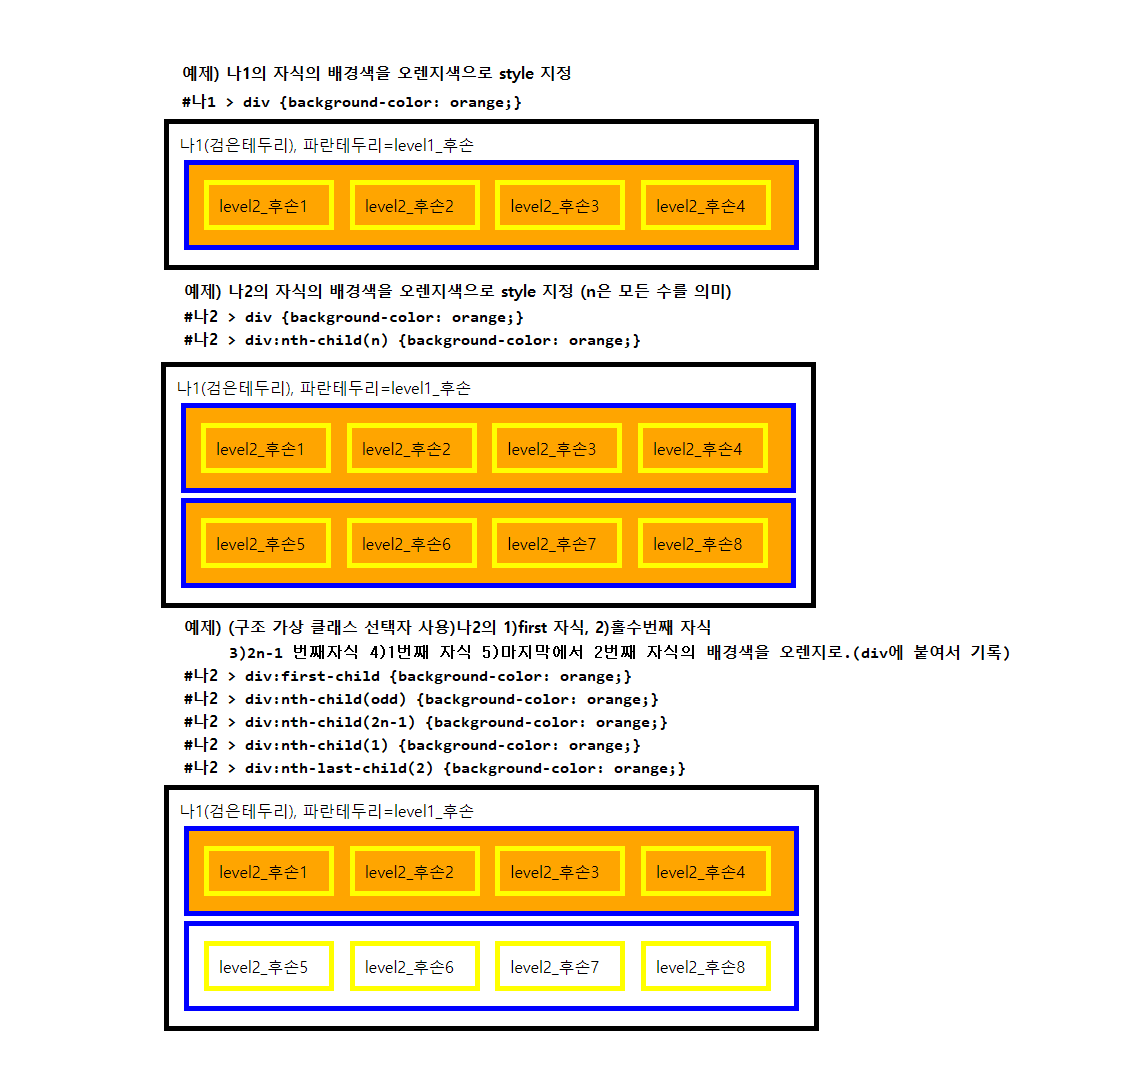 예제) 나1의 자식의 배경색을 오렌지색으로 style 지정
#나1 > div {background-color: orange;}
나1(검은테두리), 파란테두리=level1_후손
level2_후손1 level2_후손2 level2_후손3 level2_후손4
예제) 나2의 자식의 배경색을 오렌지색으로 style 지정 (n은 모든 수를 의미)
#나2 > div {background-color: orange;}
#나2 > div:nth-child(n) {background-color: orange;}
나1(검은테두리), 파란테두리=level1_후손
level2_후손1 level2_후손2 level2_후손3 level2_후손4
level2_후손5 level2_후손6 level2_후손7 level2_후손8
예제) (구조 가상 클래스 선택자 사용)나2의 1)first 자식, 2)홀수번째 자식
3)2n-1 번째자식 4)1번째 자식 5)마지막에서 2번째 자식의 배경색을 오렌지로.(div에 붙여서 기록)
#나2 > div:first-child {background-color: orange;}
#나2 > div:nth-child(odd) {background-color: orange;}
#나2 > div:nth-child(2n-1) {background-color: orange;}
#나2 > div:nth-child(1) {background-color: orange;}
#나2 > div:nth-last-child(2) {background-color: orange;}
나1(검은테두리), 파란테두리=level1_후손
level2_후손1 level2_후손2 level2_후손3 level2_후손4
level2_후손5 level2_후손6 level2_후손7 level2_후손8